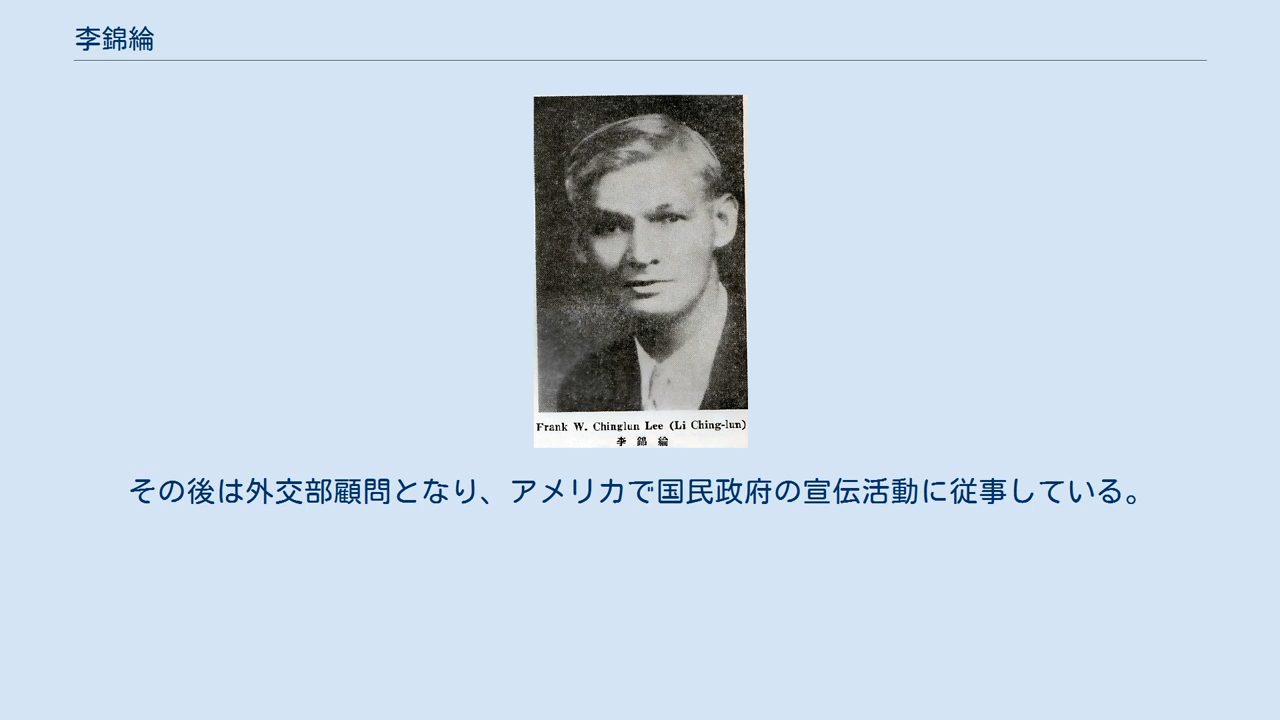 李錦綸
Frank W. Chinglun Lee (Li Ching-lun)
李 錦 綸
その後は外交部顧問となり、アメリカで国民政府の宣伝活動に従事している。